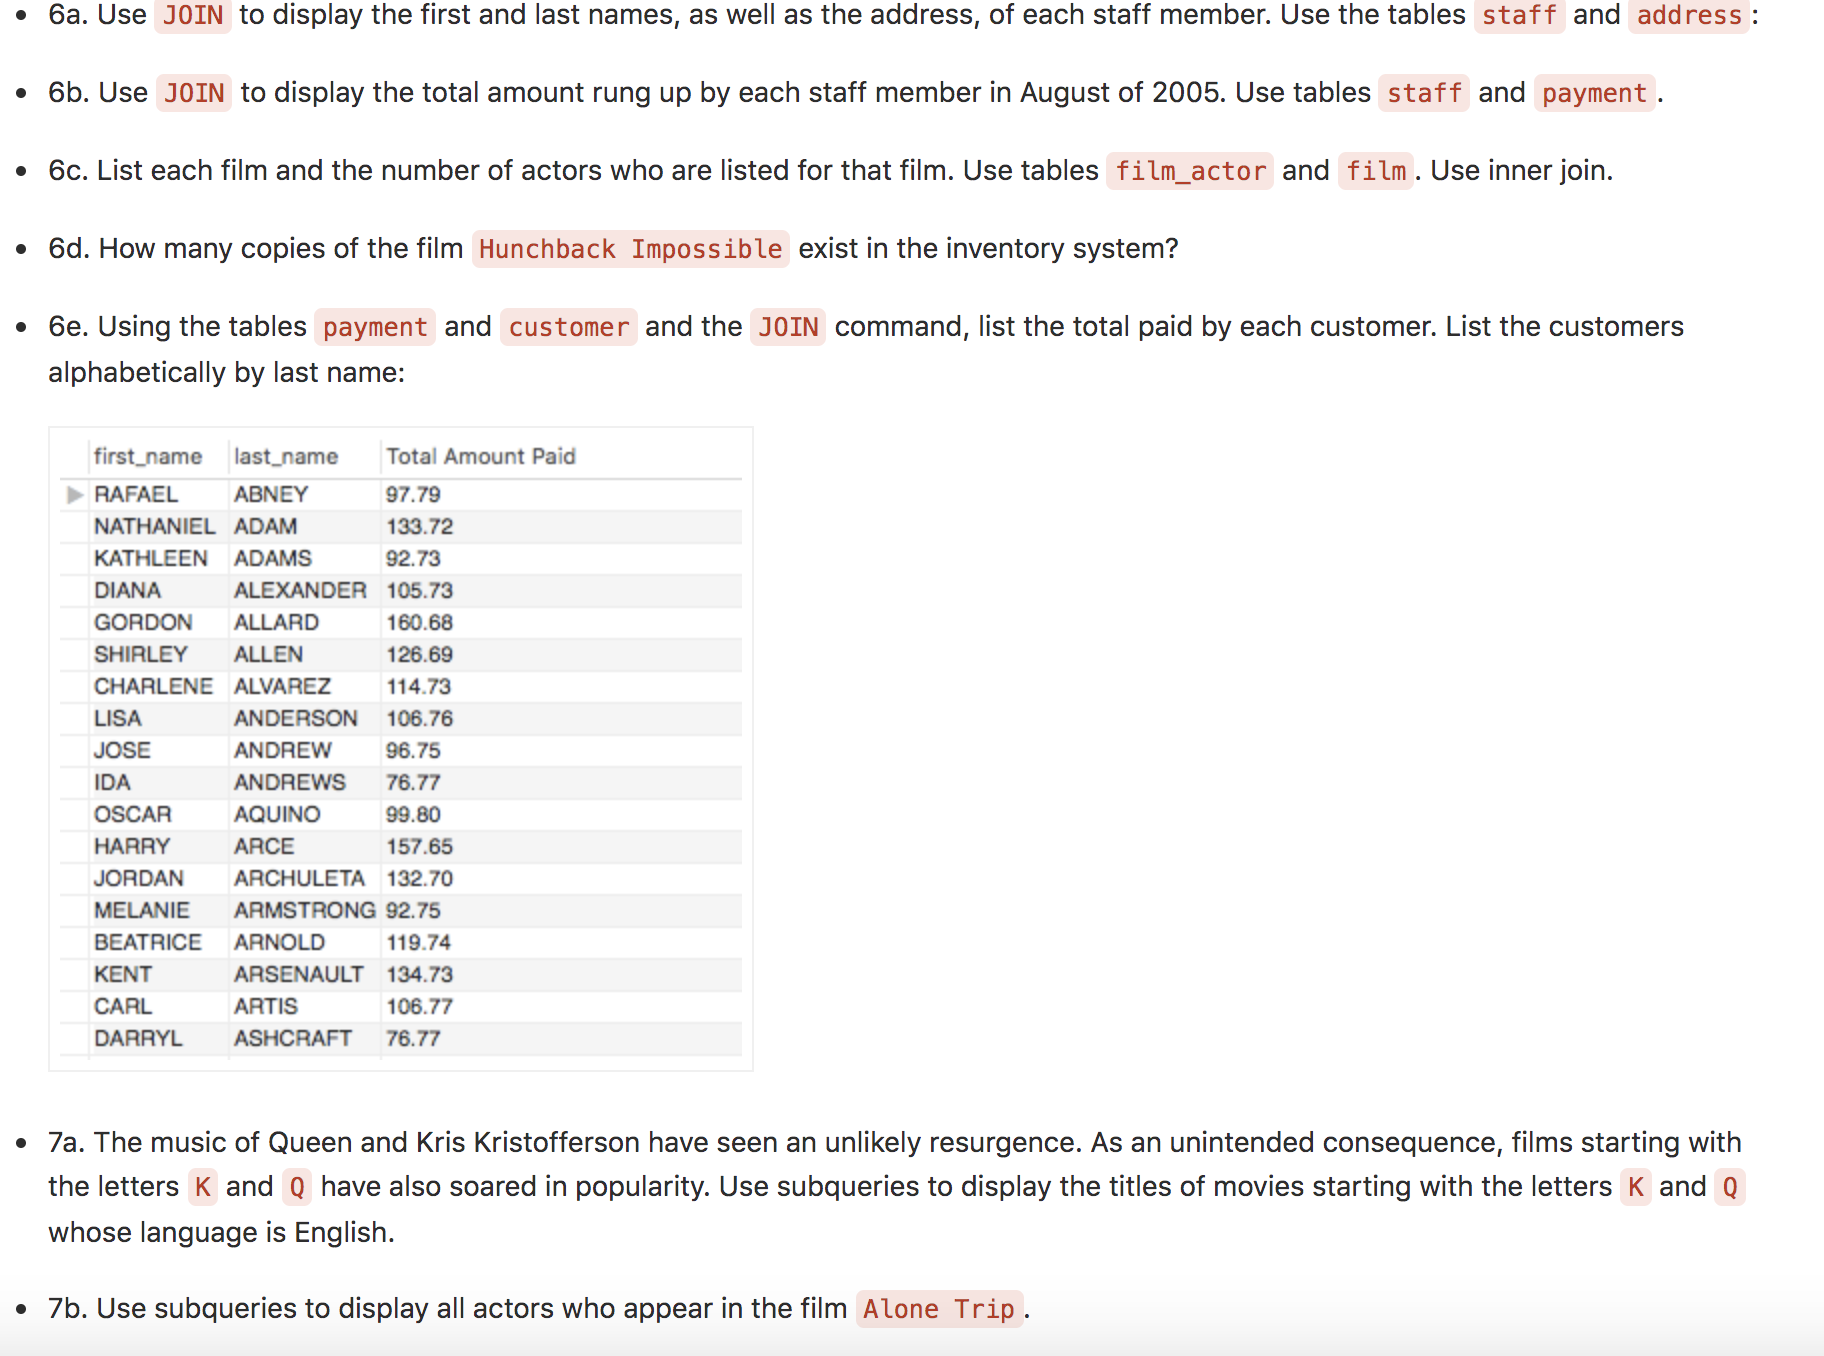 6a. Use JOIN to display the first and last names, as well as the address, of each staff member. Use the tables staff and address :
6b. Use JOIN to display the total amount rung up by each staff member in August of 2005. Use tables staff and payment .
6c. List each film and the number of actors who are listed for that film. Use tables film_actor and film . Use inner join.
6d. How many copies of the film Hunchback Impossible exist in the inventory system?
6e. Using the tables payment and customer and the JOIN command, list the total paid by each customer. List the customers
alphabetically by last name:
first_name last_name Total Amount Paid
RAFAEL ABNEY 97.79
NATHANIEL ADAM 133.72
KATHLEEN ADAMS 92.73
DIANA ALEXANDER 105.73
GORDON ALLARD 160.68
SHIRLEY ALLEN 126.69
CHARLENE ALVAREZ 114.73
LISA ANDERSON 106.76
JOSE ANDREW 96.75
IDA ANDREWS 76.77
OSCAR AQUINO 99.80
HARRY ARCE 157.65
JORDAN ARCHULETA 132.70
MELANIE ARMSTRONG 92.75
BEATRICE ARNOLD 119.74
KENT ARSENAULT 134.73
CARL ARTIS 106.77
DARRYL ASHCRAFT 76.77
7a. The music of Queen and Kris Kristofferson have seen an unlikely resurgence. As an unintended consequence, films starting with
the letters K and Q have also soared in popularity. Use subqueries to display the titles of movies starting with the letters K and Q
whose language is English.
7b. Use subqueries to display all actors who appear in the film Alone Trip .